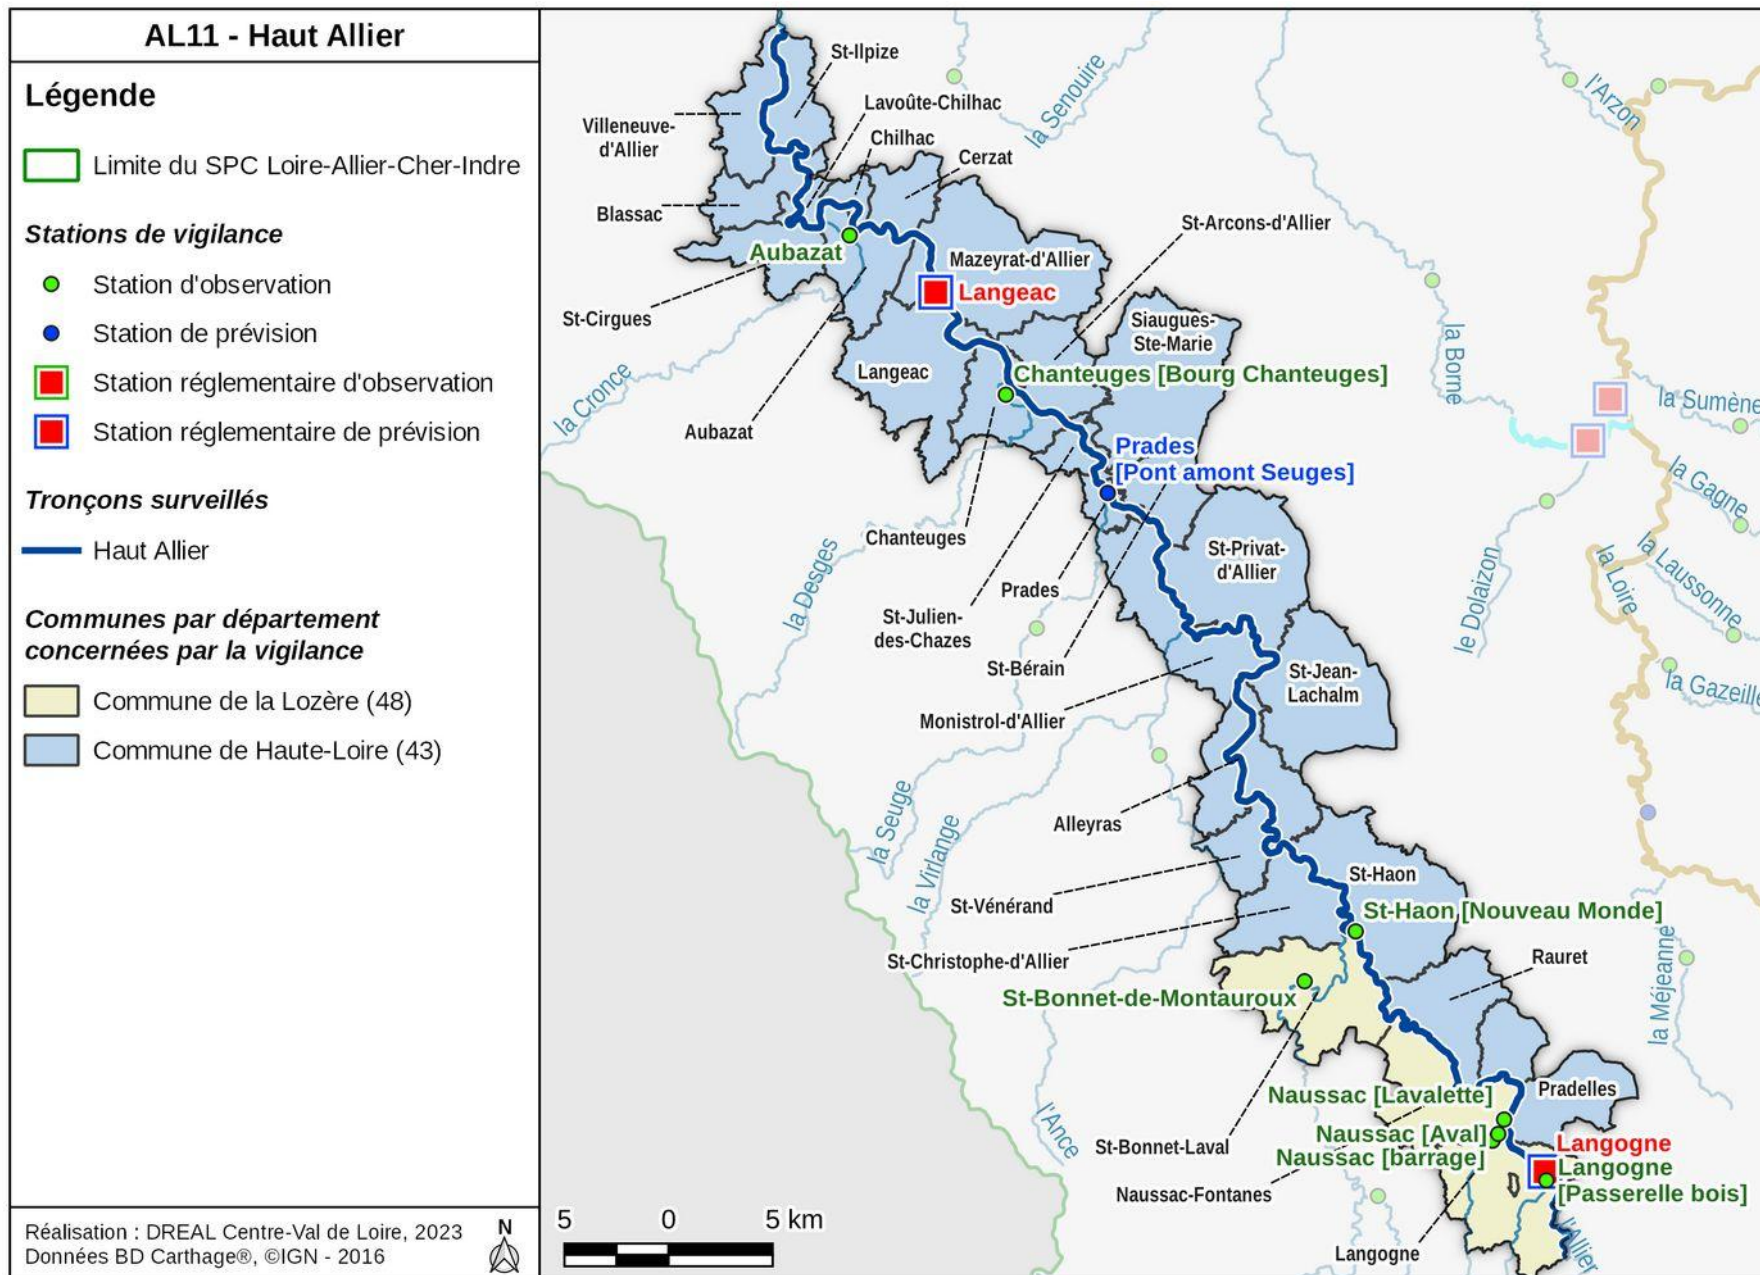 AL11 - Haut Allier
Légende
Limite du SPC Loire-Allier-Cher-Indre
Stations de vigilance
Station d'observation
Station de prévision
Station réglementaire d'observation
Station réglementaire de prévision
Tronçons surveillés
Haut Allier
Communes par département
concernées par la vigilance
Commune de la Lozère (48)
Commune de Haute-Loire (43)
Réalisation : DREAL Centre-Val de Loire, 2023
Données BD Carthage®, ©IGN - 2016
N
St-Ilpize
la Senouire
l'Arzon
Lavoûte-Chilhac
Villeneuve-
d'Allier
Chilhac
Cerzat
Blassac
St-Arcons-d'Allier
Aubazat
Mazeyrat-d'Allier
Langeac
St-Cirgues
Siaugues-
Ste-Marie
la Borne
Langeac
Chanteuges [Bourg Chanteuges]
la Cronce
la Sumène
Aubazat
Prades
[Pont amont Seuges]
la Gagne
Chanteuges
St-Privat-
d'Allier
la Laussonne
la Loire
le Dolaizon
la Desges
Prades
St-Julien-
des-Chazes
St-Bérain
St-Jean-
Lachalm
la Gazeille
Monistrol-d'Allier
la Seuge
Alleyras
la Virlange
St-Haon
St-Vénérand
St-Haon [Nouveau Monde]
St-Christophe-d'Allier
Rauret
la Méjeanne
St-Bonnet-de-Montauroux
Pradelles
Naussac [Lavalette]
l'Ance
Naussac [Aval]
St-Bonnet-Laval
Langogne
Naussac [barrage]
Langogne
[Passerelle bois]
Naussac-Fontanes
l'Allier
Langogne
5 0 5 km